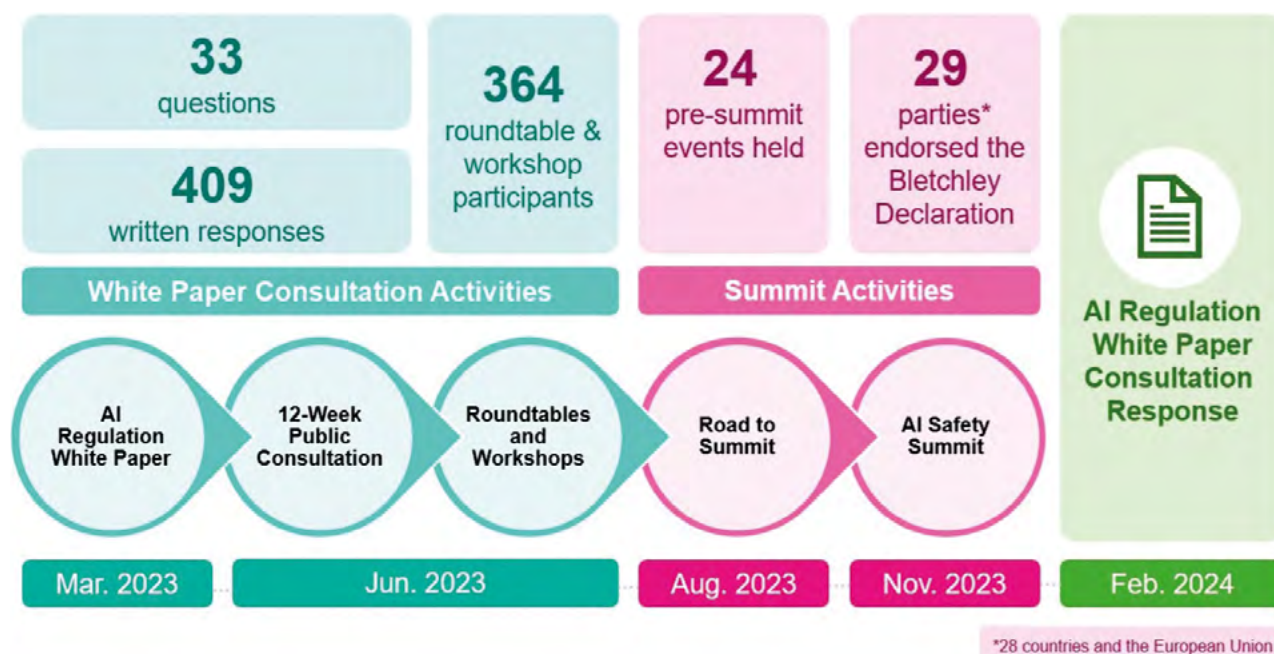 33
questions
409
written responses
364
roundtable &
workshop
participants
24
pre-summit
events held
29
parties*
endorsed the
Bletchley
Declaration
White Paper Consultation Activities
Summit Activities
AI Regulation
White Paper
Consultation
Response
AI
Regulation
White Paper
12-Week
Public
Consultation
Roundtables
and
Workshops
Road to
Summit
AI Safety
Summit
Mar. 2023
Jun. 2023
Aug. 2023
Nov. 2023
Feb. 2024
*28 countries and the European Union